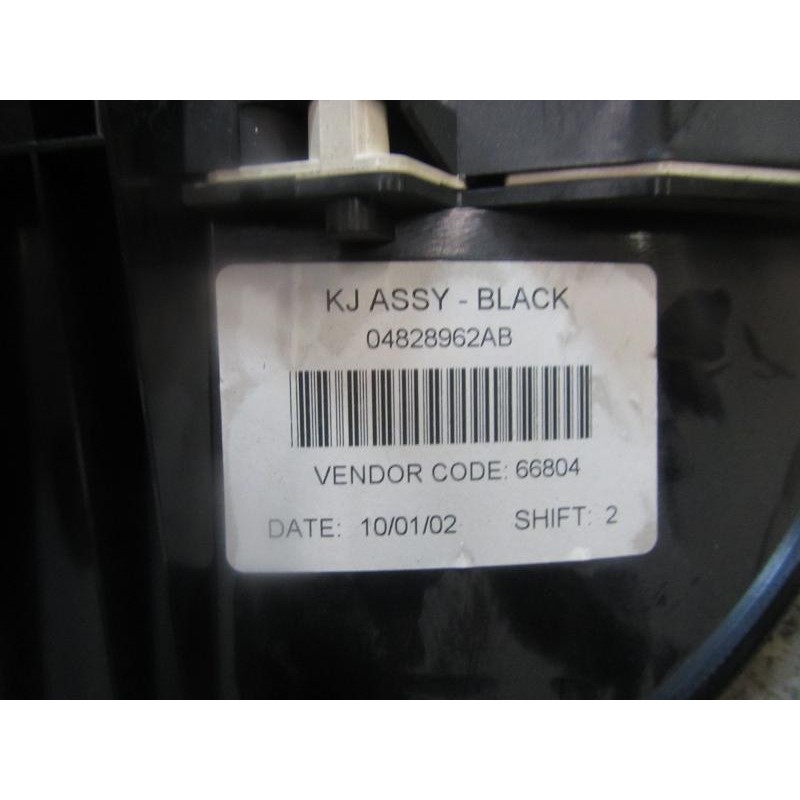 KJ ASSY - BLACK
04828962AB
VENDOR CODE: 66804
DATE: 10/01/02 SHIFT: 2